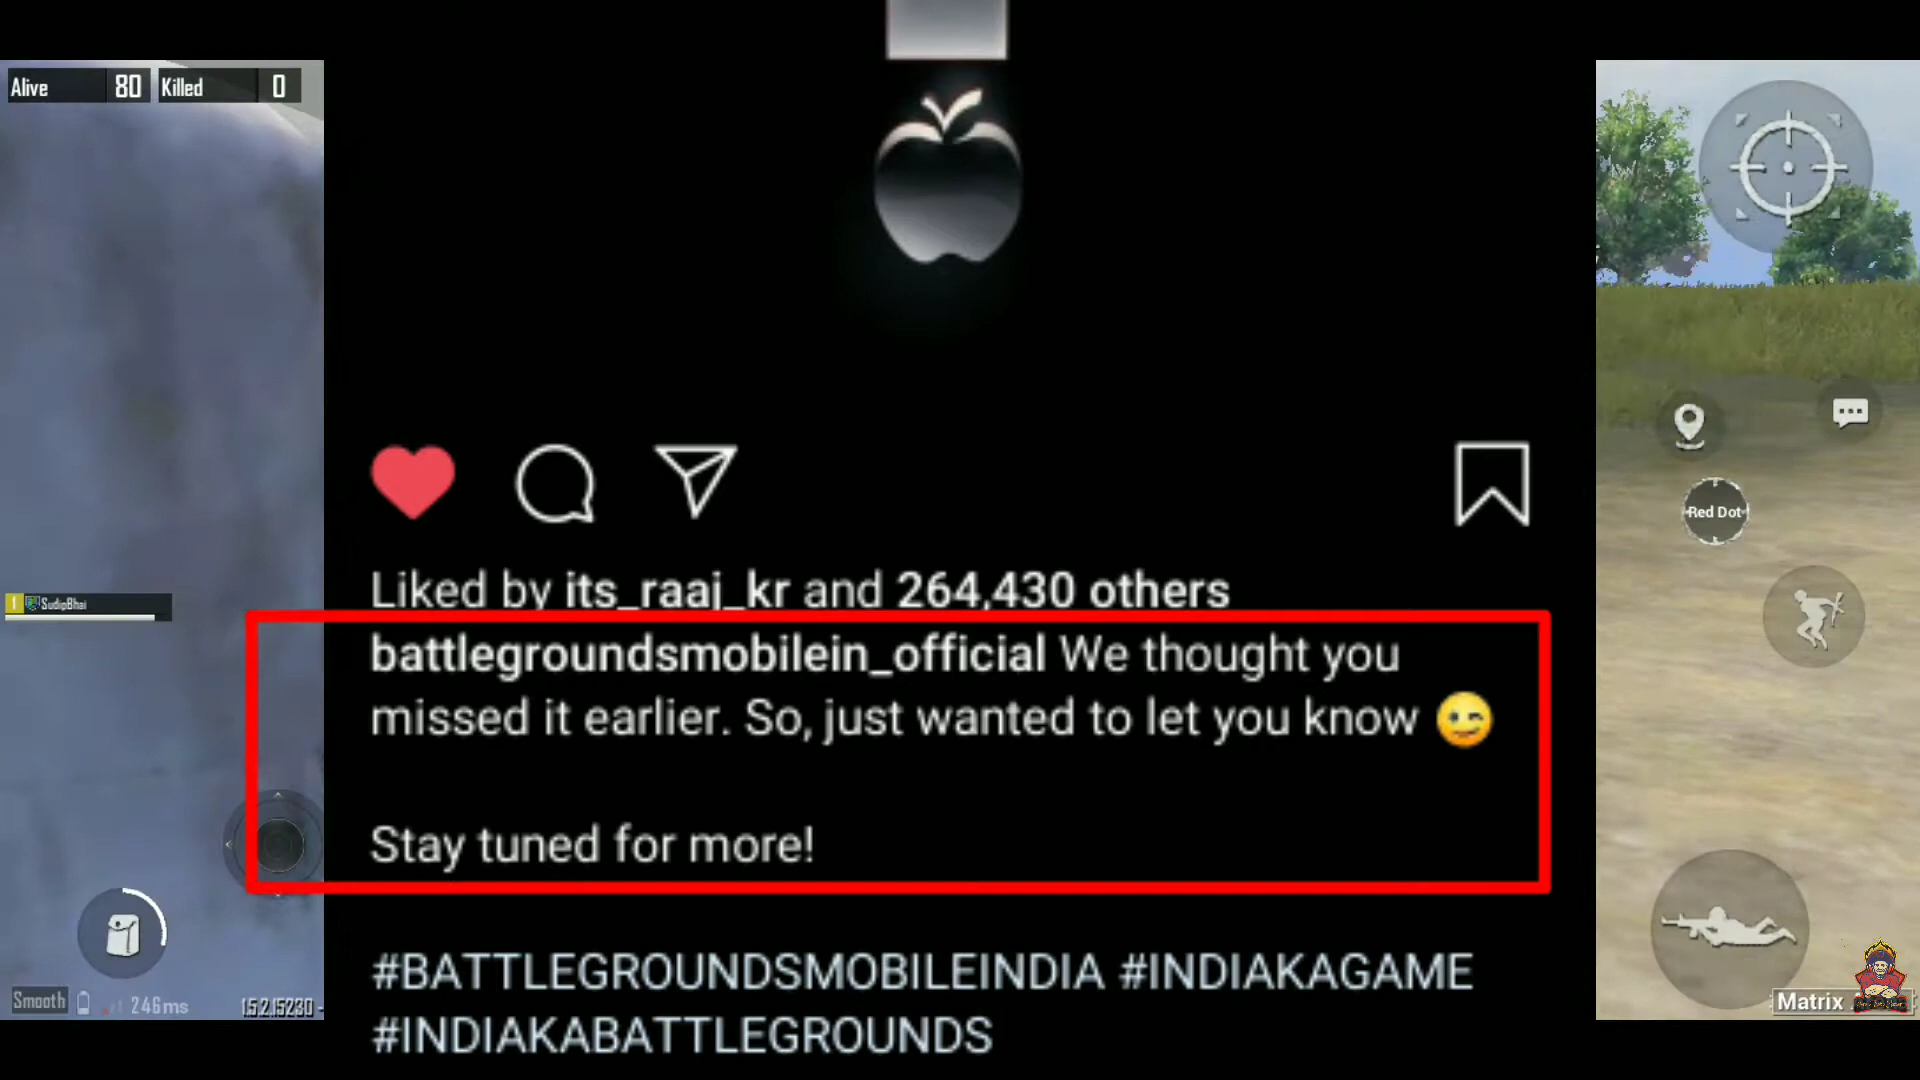 Alive 80 Killed 0
Liked by its_raaj_kr and 264,430 others
battlegroundsmobilein_official We thought you
missed it earlier. So, just wanted to let you know 😉
Stay tuned for more!
#BATTLEGROUNDSMOBILEINDIA #INDIAKAGAME
#INDIAKABATTLEGROUNDS
1 SudipBhai
Smooth 246ms 1.5.2.15230 -
Red Dot
Matrix